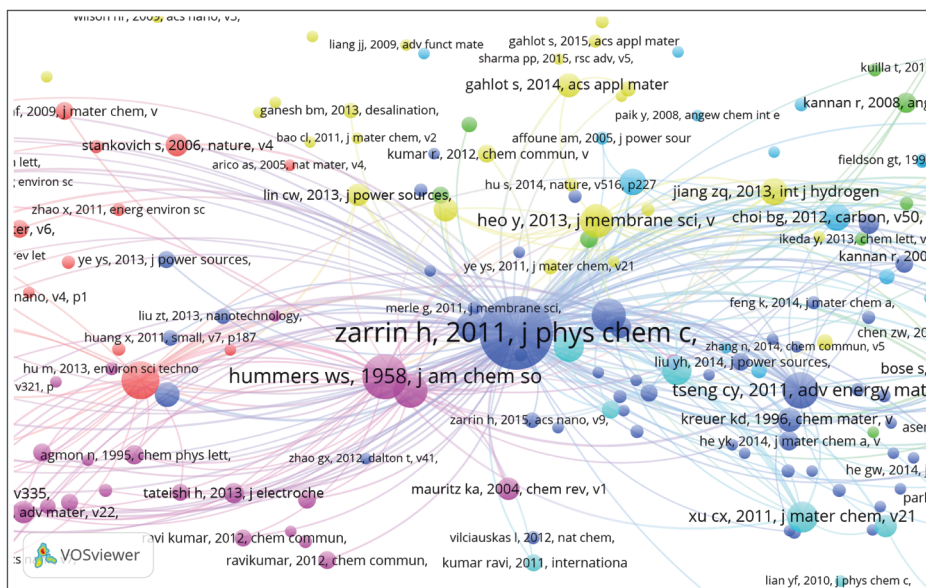 wilson hr, 2009, acs nano, v3,
liang jj, 2009, adv funct mate
gahlot s, 2015, acs appl mater
sharma pp, 2015, rsc adv, v5,
kuilla t, 201
gahlot s, 2014, acs appl mater
kannan r, 2008, ang
nf, 2009, j mater chem, v
ganesh bm, 2013, desalination,
paik y, 2008, angew chem int e
stankovich s, 2006, nature, v4
bao cl, 2011, j mater chem, v2
affoune am, 2005, j power sour
kumar r., 2012, chem commun, v
lett,
arico as, 2005, nat mater, v4,
fieldson gt, 199
environ sc
hu s, 2014, nature, v516, p227
lin cw, 2013, j power sources,
jiang zq, 2013, int j hydrogen
zhao x, 2011, energ environ sc
heo y, 2013, j membrane sci, v
choi bg, 2012, carbon, v50,
ter, v6,
ikeda y, 2013, chem lett, v
rev let
ye ys, 2013, j power sources,
kannan r, 200
ye ys, 2011, j mater chem, v21
nano, v4, p1
merle g, 2011, j membrane sci,
feng k, 2014, j mater chem a,
liu zt, 2013, nanotechnology,
zarrin h, 2011, j phys chem c,
chen zw, 20
huang x, 2011, small, v7, p187
zhang n, 2014, chem commun, v5
liu yh, 2014, j power sources,
bose s,
hu m, 2013, environ sci techno
hummers ws, 1958, j am chem so
v321, p
tseng cy, 2011, adv energy mat
zarrin h, 2015, acs nano, v9,
kreuer kd, 1996, chem mater, v
asen
he yk, 2014, j mater chem a, v
agmon n, 1995, chem phys lett,
zhao gx, 2012, dalton t, v41,
he gw, 2014, j
v335,
tateishi h, 2013, j electroche
mauritz ka, 2004, chem rev, v1
park
adv mater, v22,
xu cx, 2011, j mater chem, v21
ravi kumar, 2012, chem commun,
vilciauskas l, 2012, nat chem,
VOSviewer
ravikumar, 2012, chem commun,
kumar ravi, 2011, internationa
lian yf, 2010, j phys chem c,